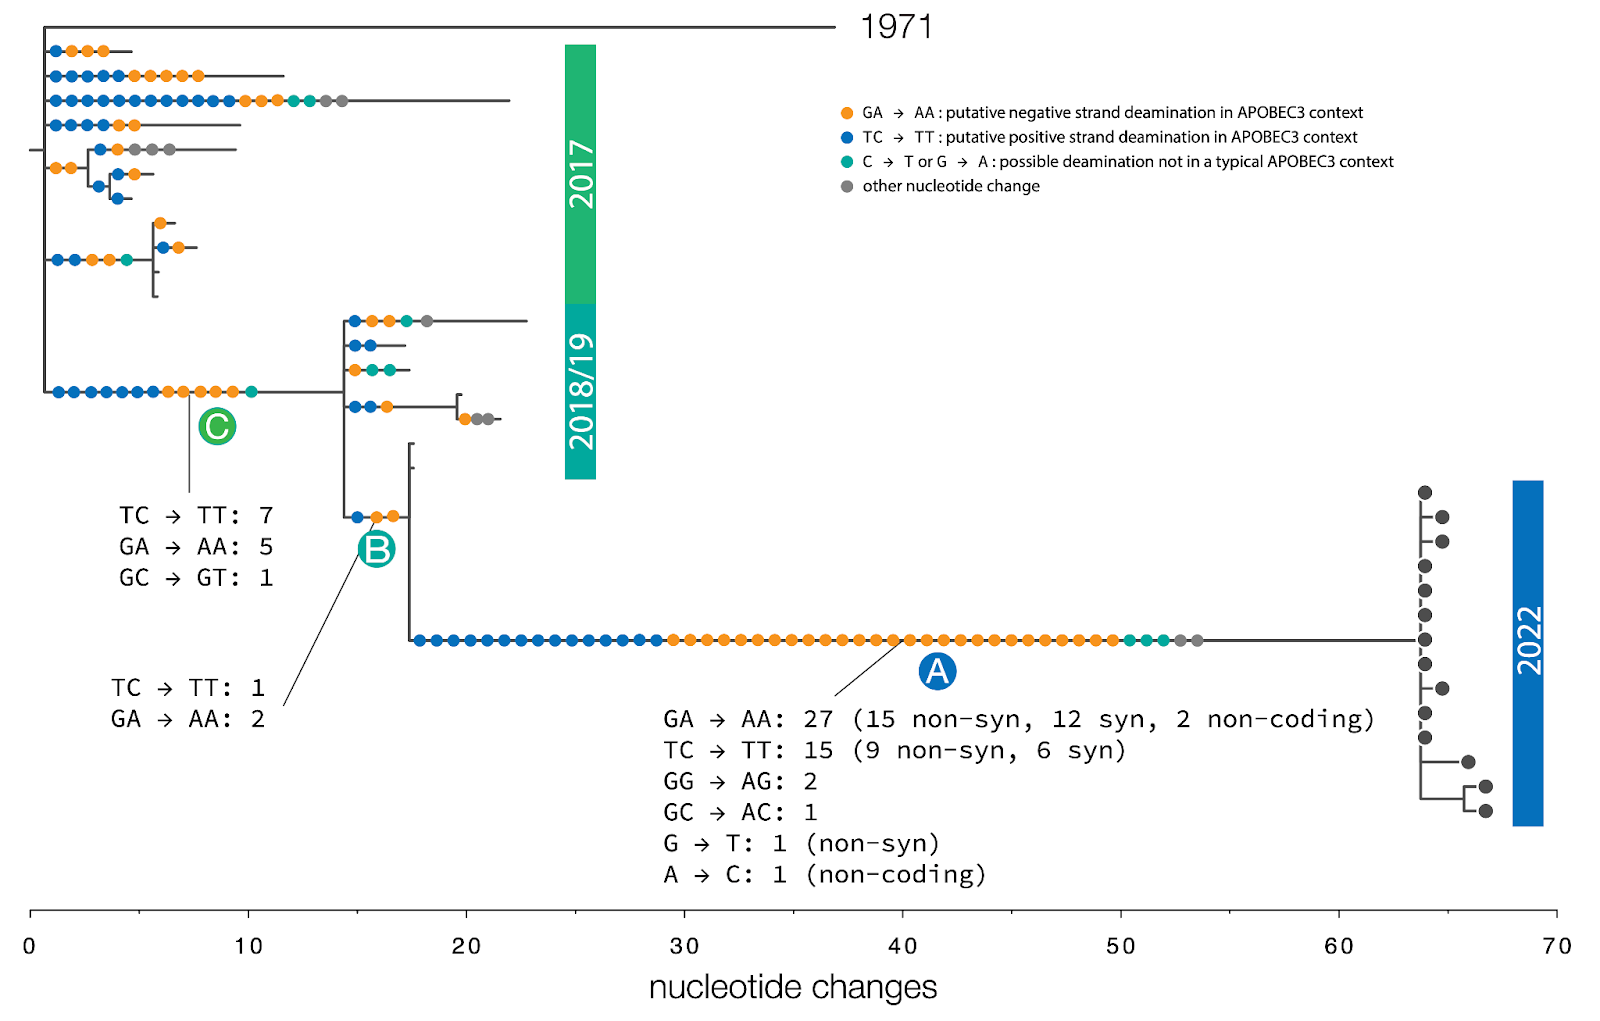 1971
GA → AA : putative negative strand deamination in APOBEC3 context
TC → TT : putative positive strand deamination in APOBEC3 context
C → T or G → A : possible deamination not in a typical APOBEC3 context
other nucleotide change
2017
2018/19
2022
C
TC → TT: 7
GA → AA: 5
GC → GT: 1
B
TC → TT: 1
GA → AA: 2
A
GA → AA: 27 (15 non-syn, 12 syn, 2 non-coding)
TC → TT: 15 (9 non-syn, 6 syn)
GG → AG: 2
GC → AC: 1
G → T: 1 (non-syn)
A → C: 1 (non-coding)
0 10 20 30 40 50 60 70
nucleotide changes